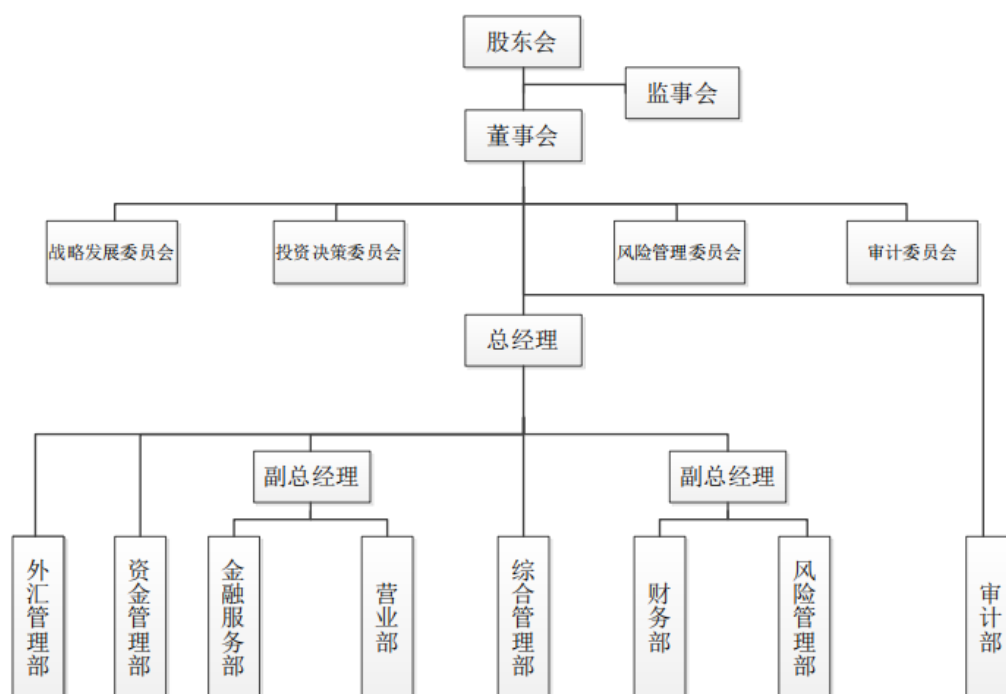 股东会
监事会
董事会
战略发展委员会
投资决策委员会
风险管理委员会
审计委员会
总经理
副总经理
副总经理
外汇管理部
资金管理部
金融服务部
营业部
综合管理部
财务部
风险管理部
审计部